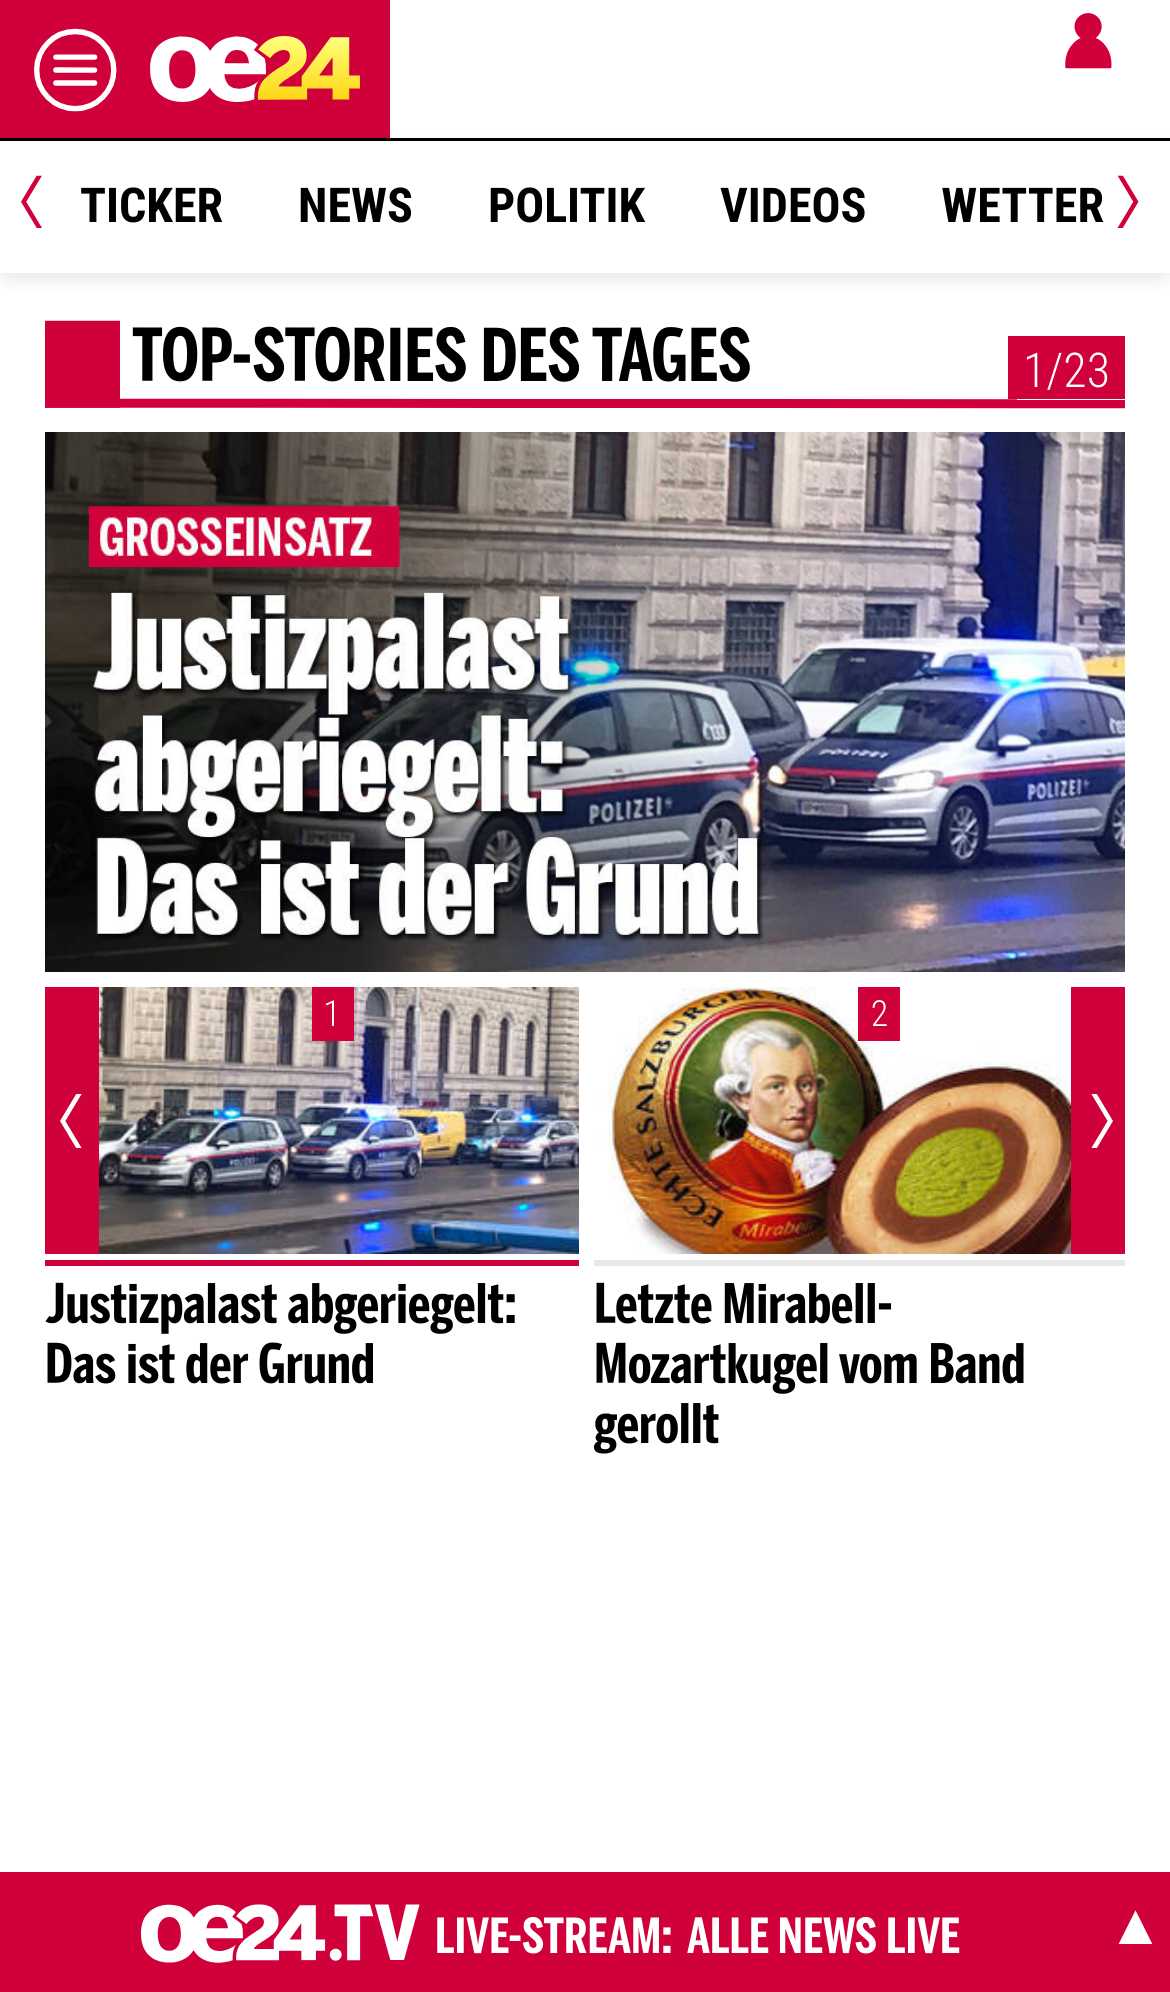 oe24
TICKER NEWS POLITIK VIDEOS WETTER
TOP-STORIES DES TAGES
1/23
GROSSEINSATZ
Justizpalast
abgeriegelt:
Das ist der Grund
POLIZEI
POLIZEI
POLIZEI
1
2
ECHTE SALZBURGER
Mirabell
Justizpalast abgeriegelt:
Das ist der Grund
Letzte Mirabell-
Mozartkugel vom Band
gerollt
oe24.TV LIVE-STREAM: ALLE NEWS LIVE